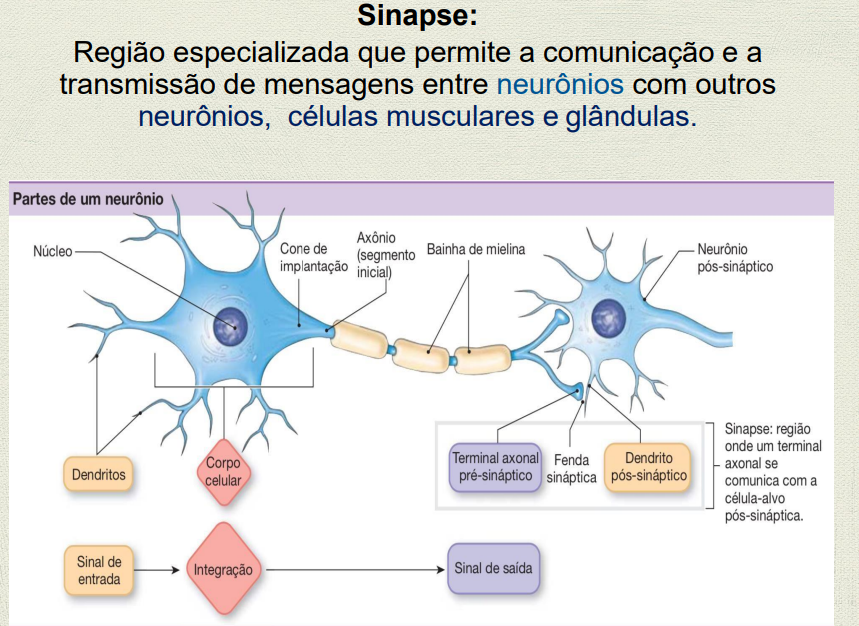 Sinapse:
Região especializada que permite a comunicação e a
transmissão de mensagens entre neurônios com outros
neurônios, células musculares e glândulas.
Partes de um neurônio
Núcleo
Cone de
implantação
Axônio
(segmento
inicial)
Bainha de mielina
Neurônio
pós-sináptico
Dendritos
Corpo
celular
Terminal axonal
pré-sináptico
Fenda
sináptica
Dendrito
pós-sináptico
Sinapse: região
onde um terminal
axonal se
comunica com a
célula-alvo
pós-sináptica.
Sinal de
entrada
Integração
Sinal de saída